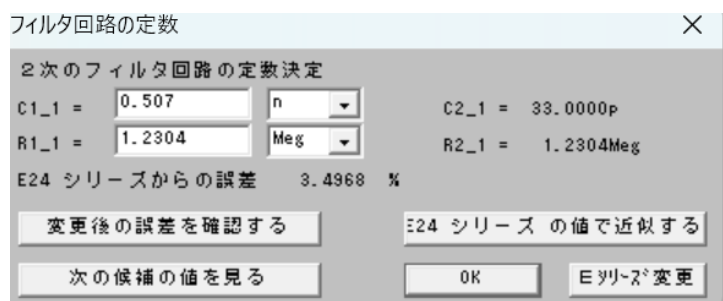 フィルタ回路の定数
2次のフィルタ回路の定数決定
C1_1 = 0.507 n C2_1 = 33.0000p
R1_1 = 1.2304 Meg R2_1 = 1.2304Meg
E24 シリーズからの誤差 3.4968 %
変更後の誤差を確認する E24 シリーズ の値で近似する
次の候補の値を見る OK Eシリーズ変更